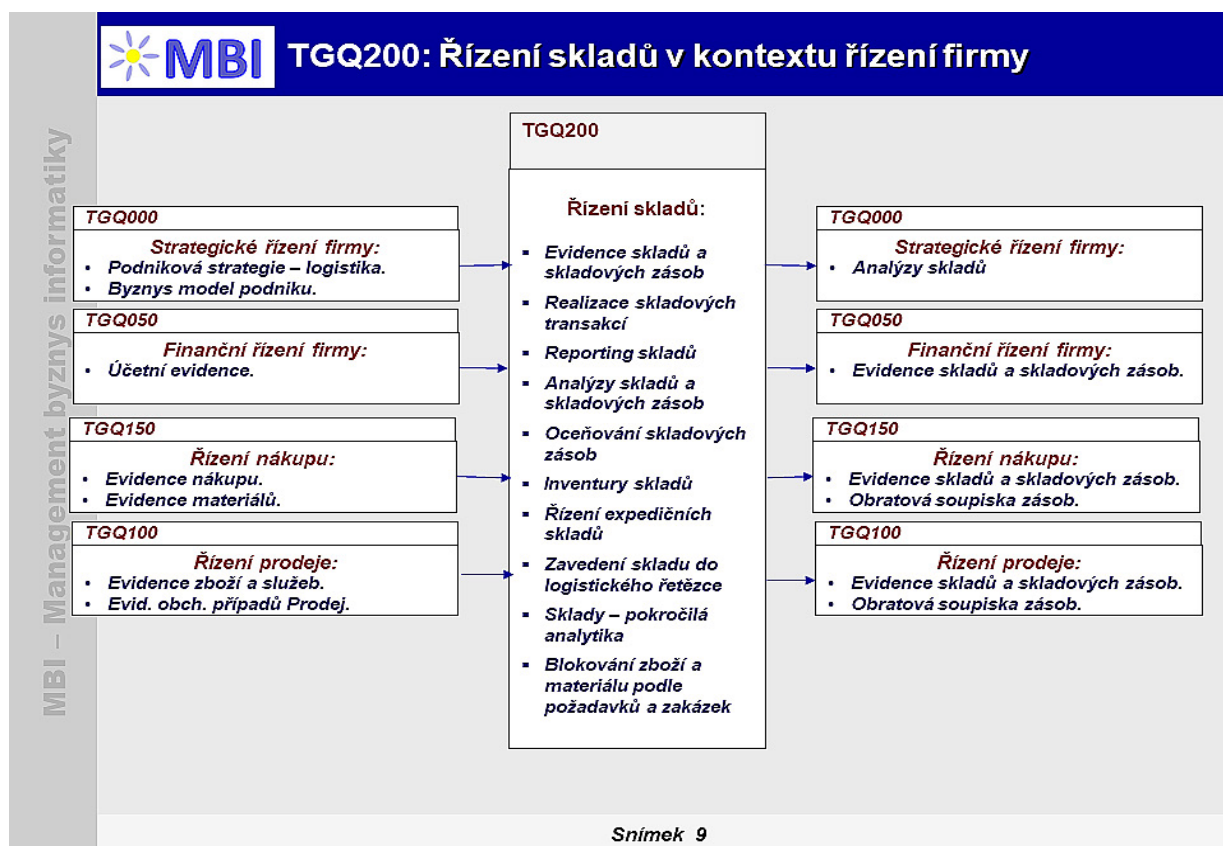 MBI
TGQ200: Řízení skladů v kontextu řízení firmy
MBI – Management byznys informatiky
TGQ000
Strategické řízení firmy:
• Podniková strategie – logistika.
• Byznys model podniku.
TGQ050
Finanční řízení firmy:
• Účetní evidence.
TGQ150
Řízení nákupu:
• Evidence nákupu.
• Evidence materiálů.
TGQ100
Řízení prodeje:
• Evidence zboží a služeb.
• Evid. obch. případů Prodej.
TGQ200
Řízení skladů:
▪ Evidence skladů a
skladových zásob
▪ Realizace skladových
transakcí
▪ Reporting skladů
▪ Analýzy skladů a
skladových zásob
▪ Oceňování skladových
zásob
▪ Inventury skladů
▪ Řízení expedičních
skladů
▪ Zavedení skladu do
logistického řetězce
▪ Sklady – pokročilá
analytika
▪ Blokování zboží a
materiálu podle
požadavků a zakázek
TGQ000
Strategické řízení firmy:
• Analýzy skladů
TGQ050
Finanční řízení firmy:
• Evidence skladů a skladových zásob.
TGQ150
Řízení nákupu:
• Evidence skladů a skladových zásob.
• Obratová soupiska zásob.
TGQ100
Řízení prodeje:
• Evidence skladů a skladových zásob.
• Obratová soupiska zásob.
Snímek 9